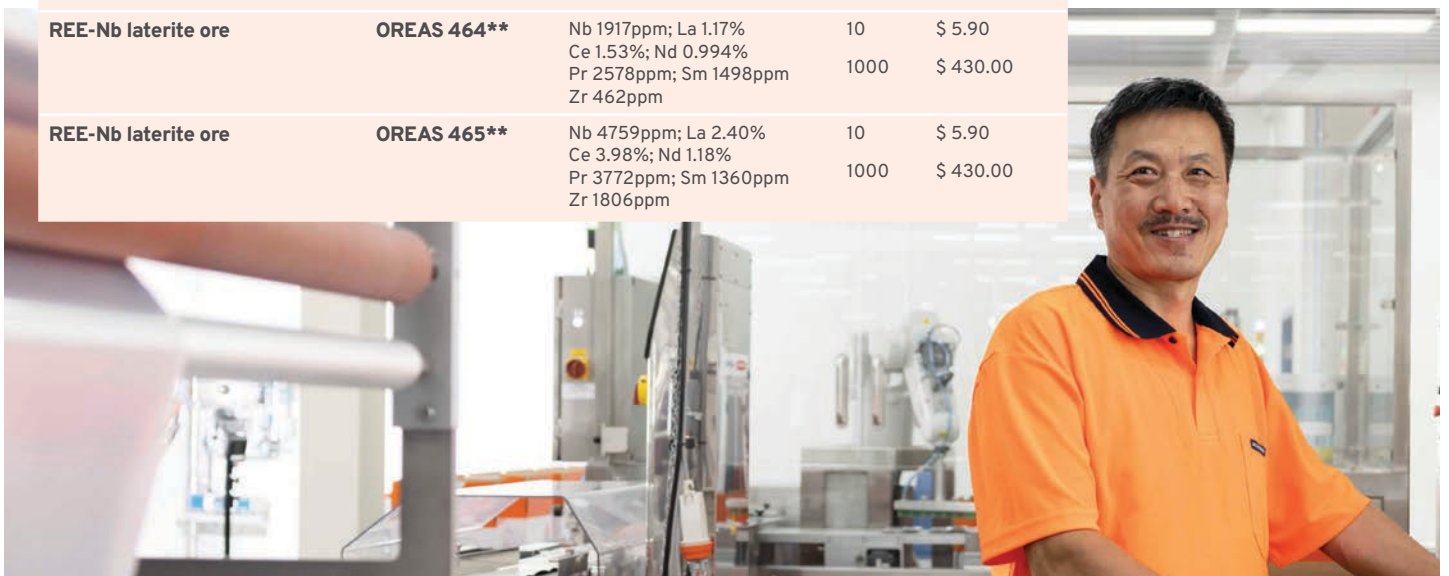 REE-Nb laterite ore OREAS 464** Nb 1917ppm; La 1.17% 10 $ 5.90
Ce 1.53%; Nd 0.994%
Pr 2578ppm; Sm 1498ppm 1000 $ 430.00
Zr 462ppm
REE-Nb laterite ore OREAS 465** Nb 4759ppm; La 2.40% 10 $ 5.90
Ce 3.98%; Nd 1.18%
Pr 3772ppm; Sm 1360ppm 1000 $ 430.00
Zr 1806ppm